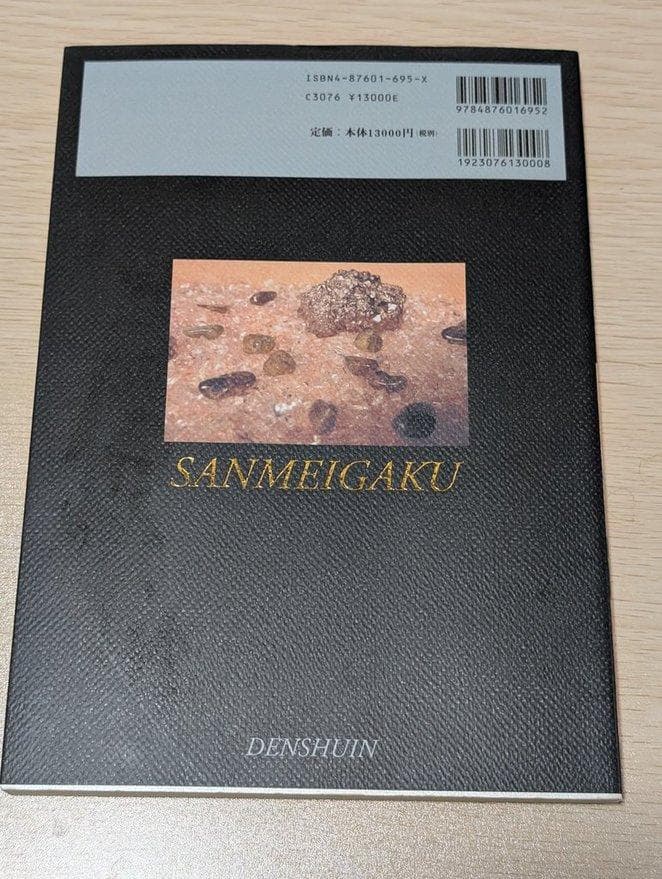 ISBN4-87601-695-X
C3076 ¥13000E
9784876016952
定価：本体13000円(税別)
1923076130008
SANMEIGAKU
DENSHUIN